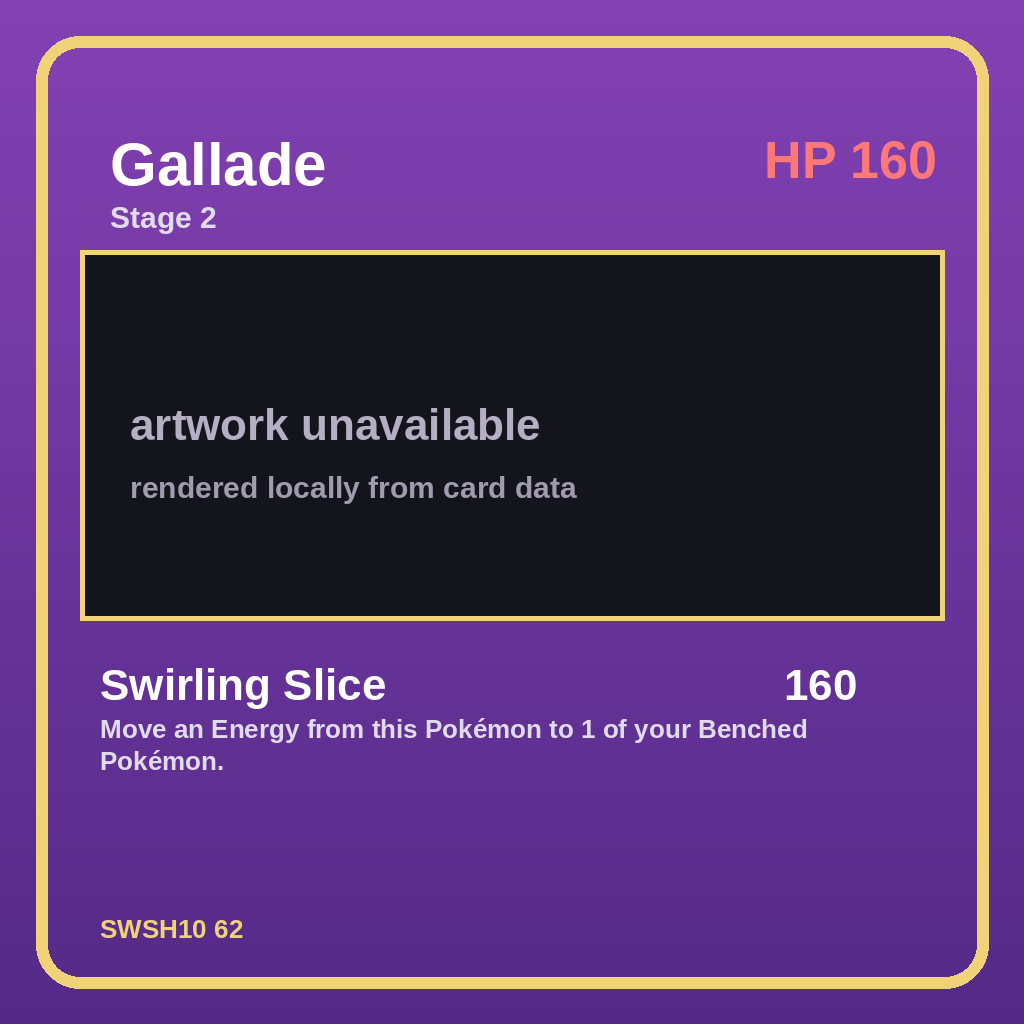 Gallade
HP 160
Stage 2
artwork unavailable
rendered locally from card data
Swirling Slice
160
Move an Energy from this Pokémon to 1 of your Benched
Pokémon.
SWSH10 62